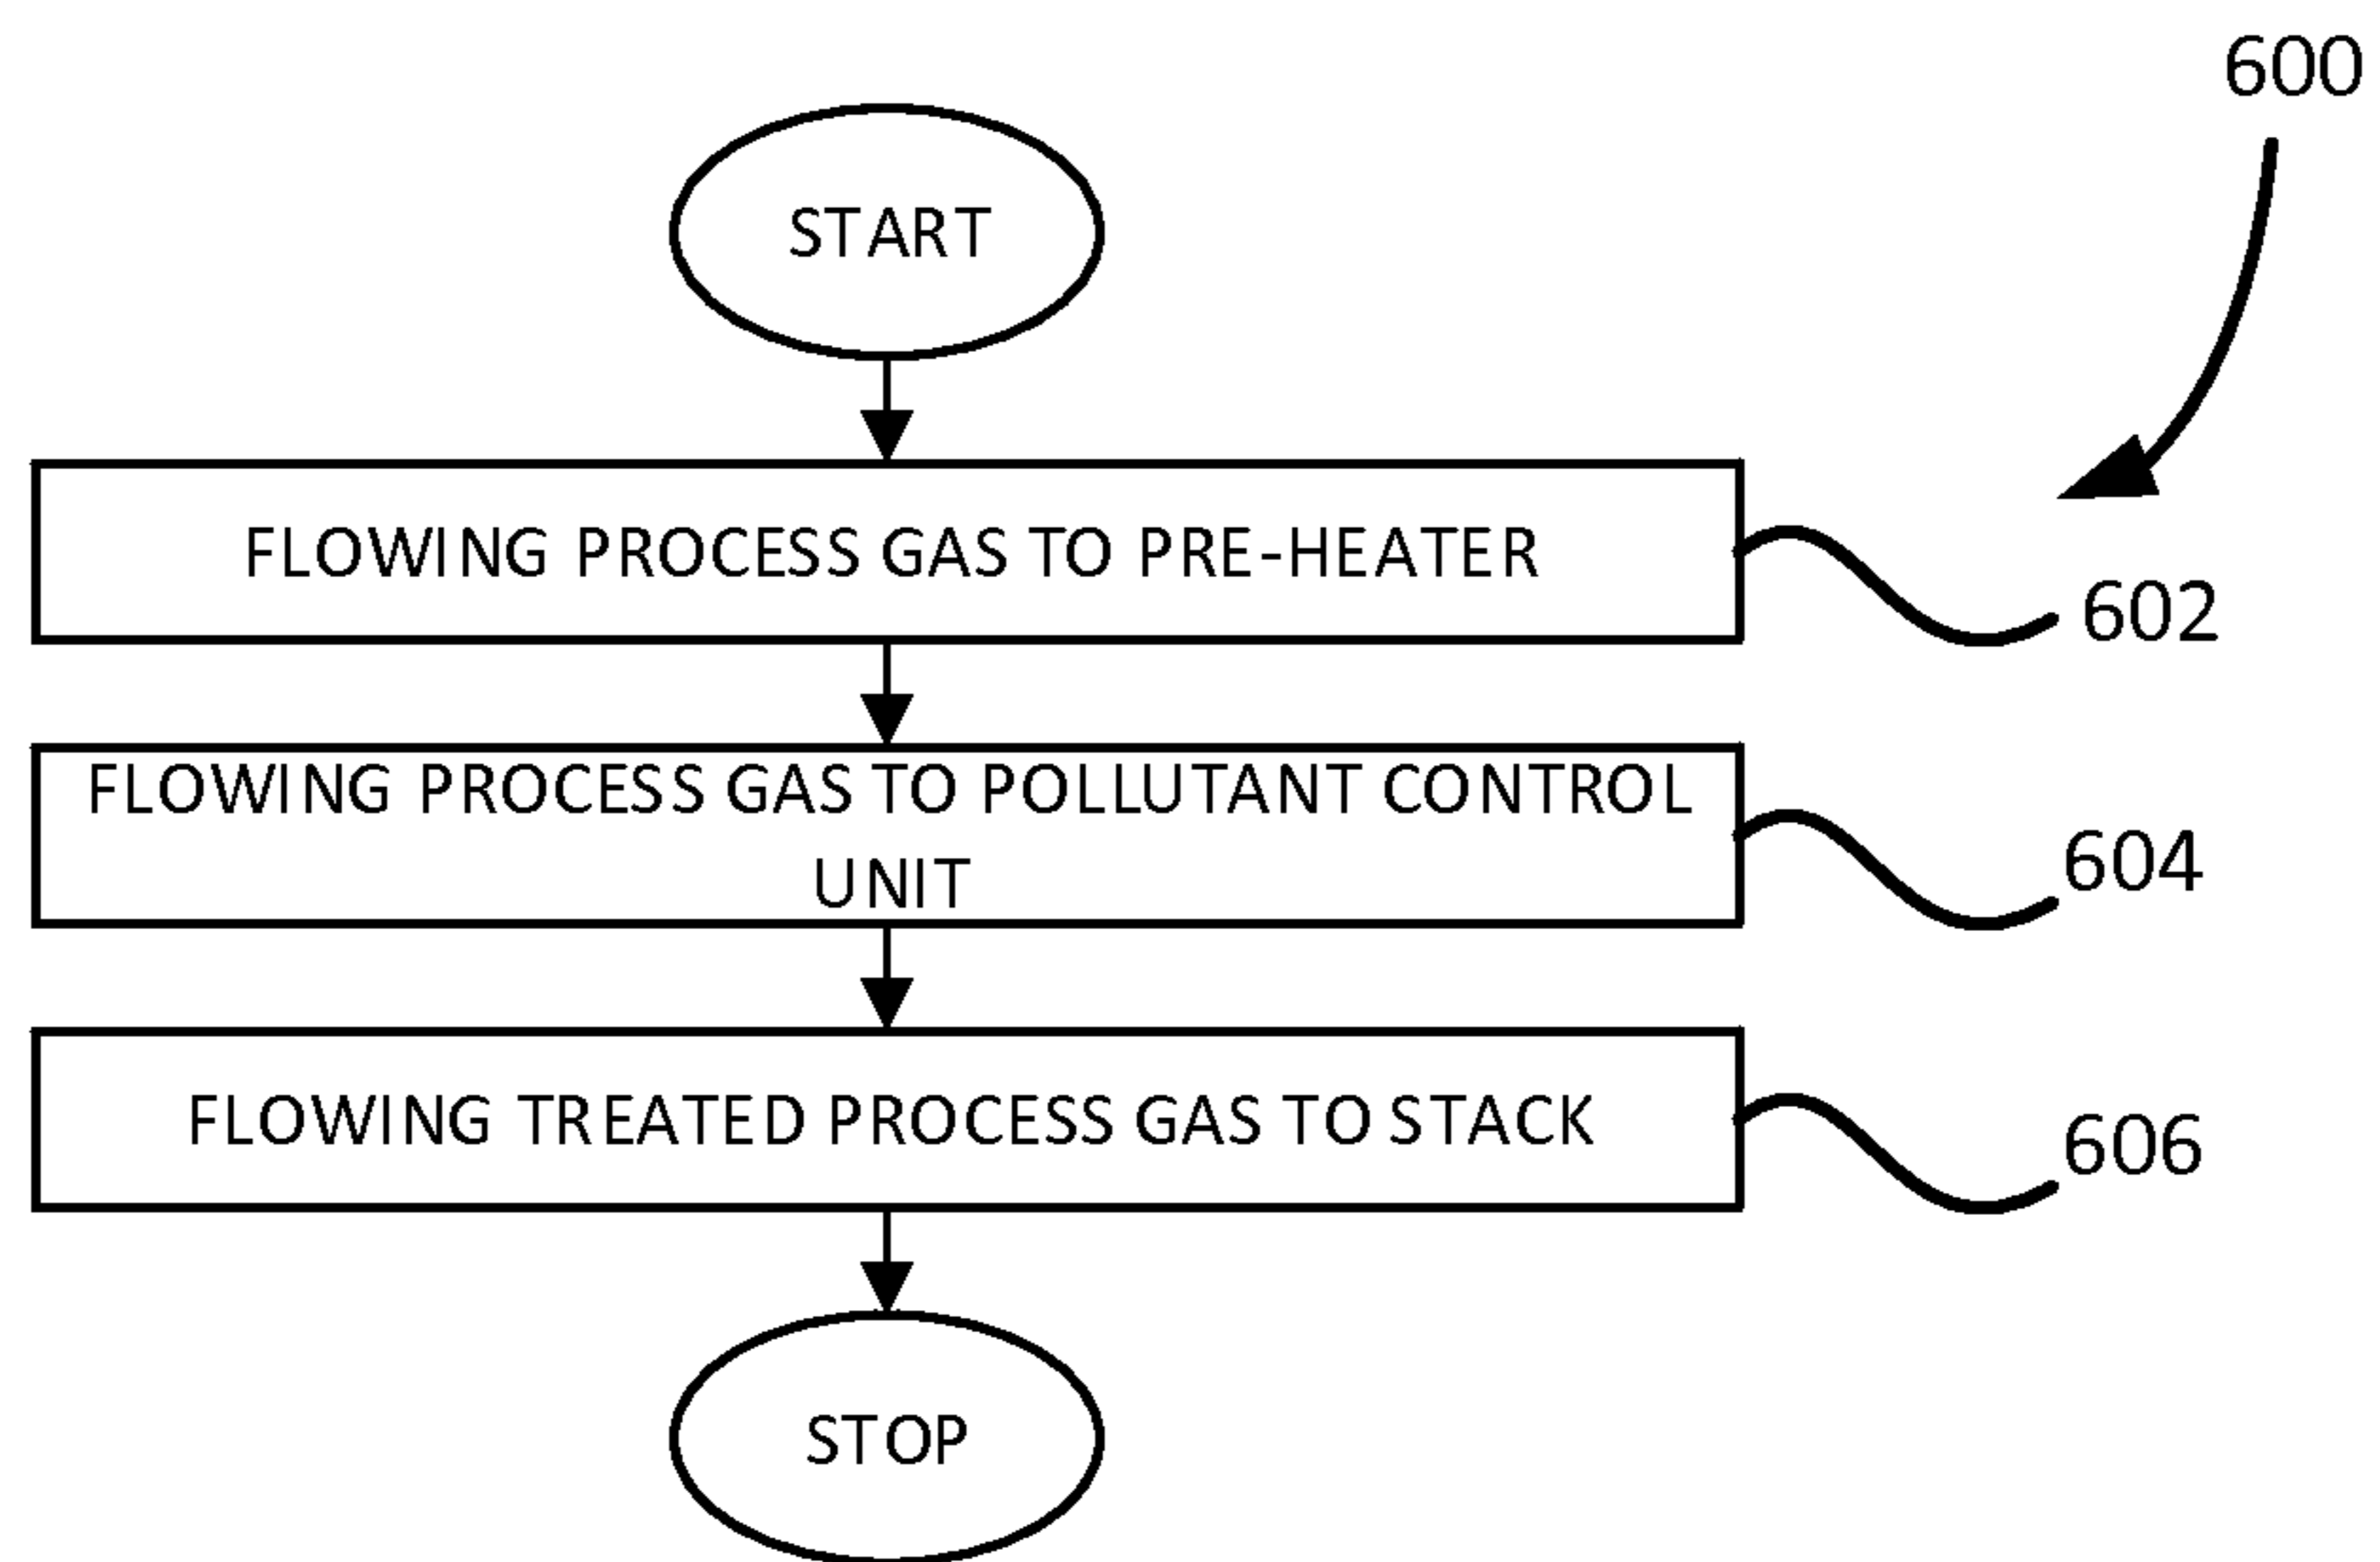 600
START
FLOWING PROCESS GAS TO PRE-HEATER
602
FLOWING PROCESS GAS TO POLLUTANT CONTROL
UNIT
604
FLOWING TREATED PROCESS GAS TO STACK
606
STOP